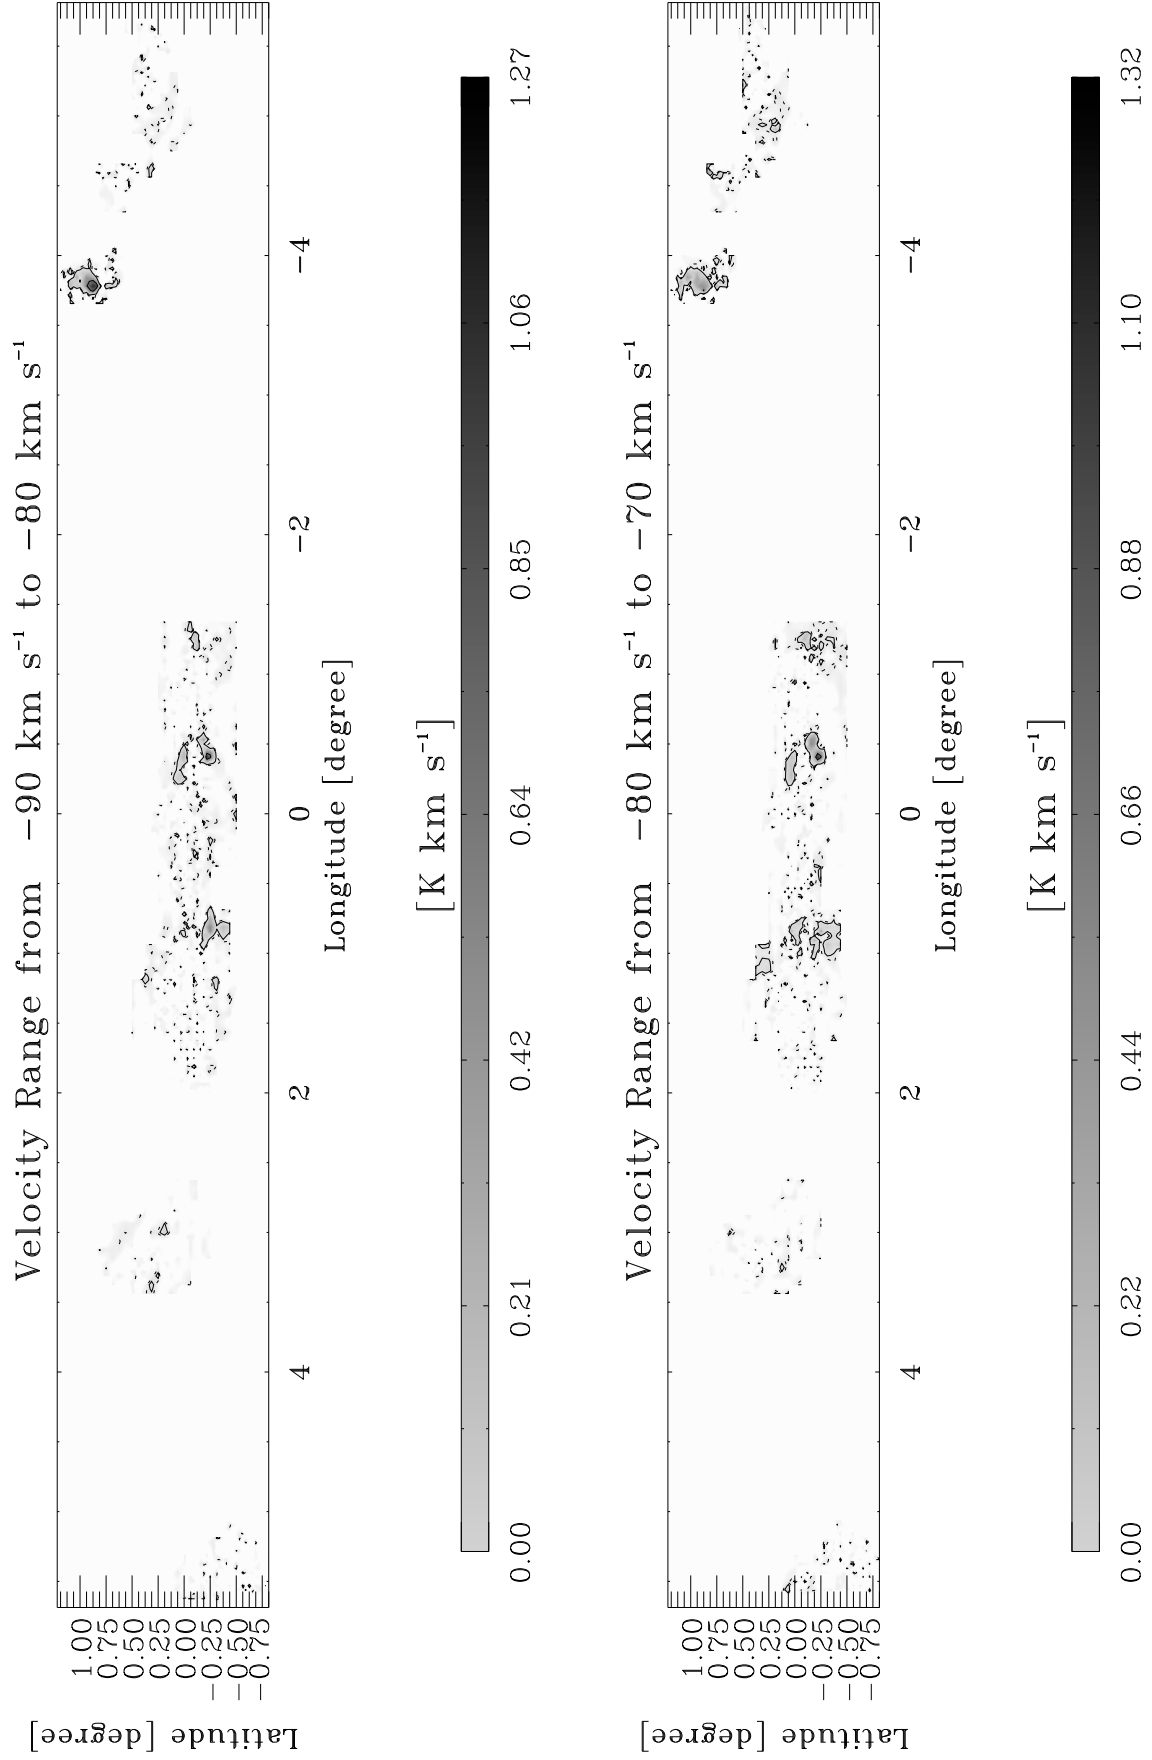 Velocity Range from −90 km s⁻¹ to −80 km s⁻¹
Latitude [degree]
1.00
0.75
0.50
0.25
0.00
−0.25
−0.50
−0.75
4 2 0 −2 −4
Longitude [degree]
[K km s⁻¹]
0.00 0.21 0.42 0.64 0.85 1.06 1.27
Velocity Range from −80 km s⁻¹ to −70 km s⁻¹
Latitude [degree]
1.00
0.75
0.50
0.25
0.00
−0.25
−0.50
−0.75
4 2 0 −2 −4
Longitude [degree]
[K km s⁻¹]
0.00 0.22 0.44 0.66 0.88 1.10 1.32